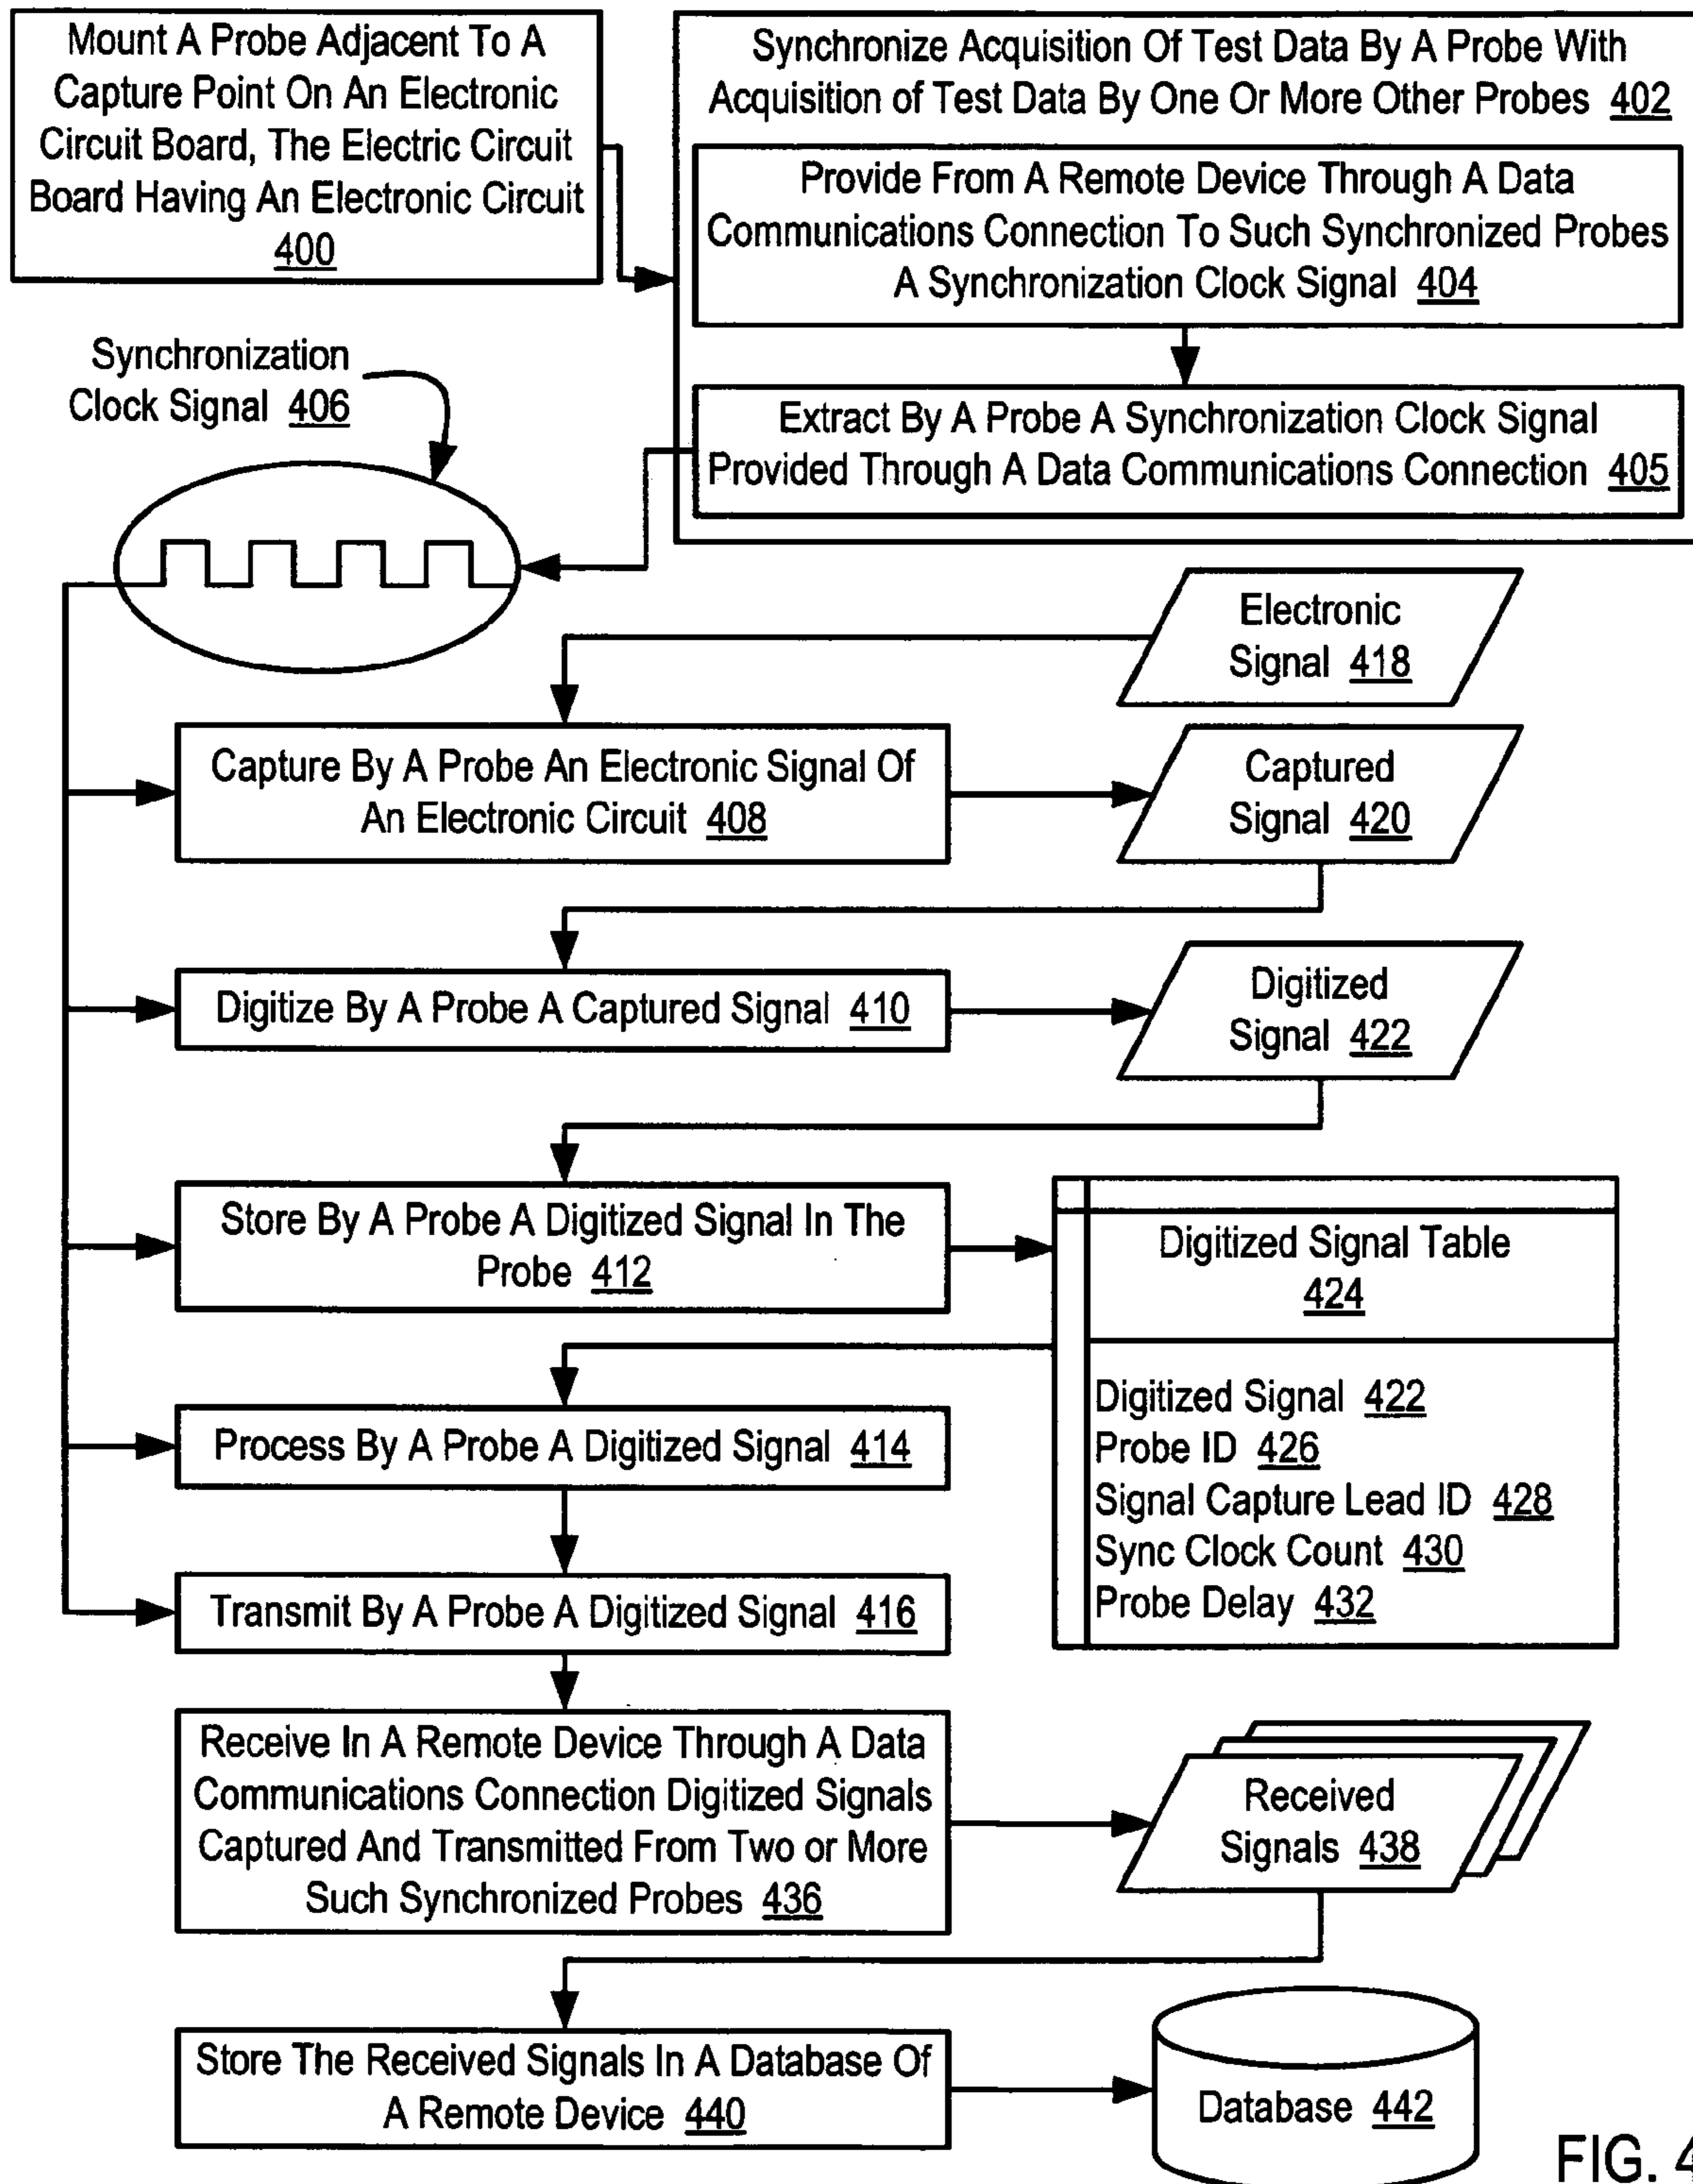 Mount A Probe Adjacent To A
Capture Point On An Electronic
Circuit Board, The Electric Circuit
Board Having An Electronic Circuit
400
Synchronize Acquisition Of Test Data By A Probe With
Acquisition of Test Data By One Or More Other Probes 402
Provide From A Remote Device Through A Data
Communications Connection To Such Synchronized Probes
A Synchronization Clock Signal 404
Extract By A Probe A Synchronization Clock Signal
Provided Through A Data Communications Connection 405
Synchronization
Clock Signal 406
Electronic
Signal 418
Capture By A Probe An Electronic Signal Of
An Electronic Circuit 408
Captured
Signal 420
Digitize By A Probe A Captured Signal 410
Digitized
Signal 422
Store By A Probe A Digitized Signal In The
Probe 412
Digitized Signal Table
424
Digitized Signal 422
Probe ID 426
Signal Capture Lead ID 428
Sync Clock Count 430
Probe Delay 432
Process By A Probe A Digitized Signal 414
Transmit By A Probe A Digitized Signal 416
Receive In A Remote Device Through A Data
Communications Connection Digitized Signals
Captured And Transmitted From Two or More
Such Synchronized Probes 436
Received
Signals 438
Store The Received Signals In A Database Of
A Remote Device 440
Database 442
FIG. 4